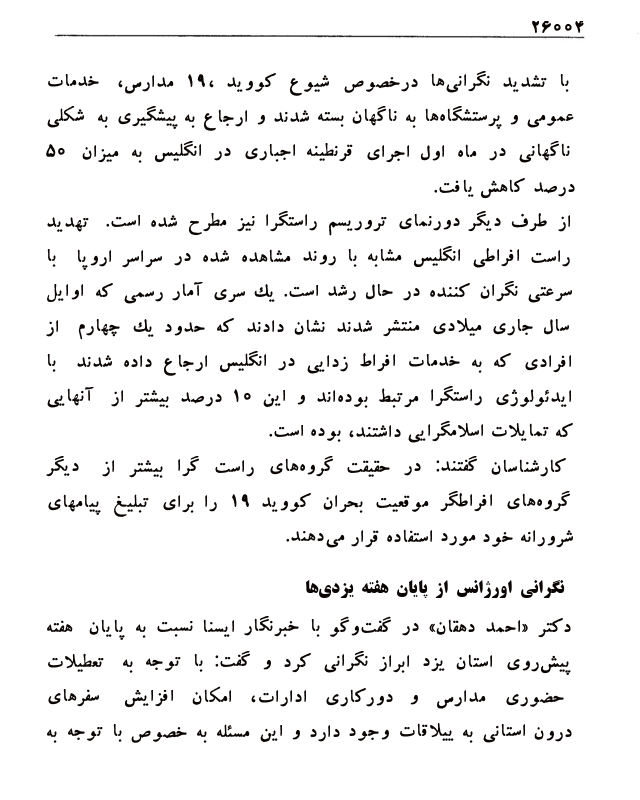 ۲۶۰۰۴
با تشدید نگرانی‌ها درخصوص شیوع کووید ،۱۹ مدارس، خدمات
عمومی و پرستشگاه‌ها به ناگهان بسته شدند و ارجاع به پیشگیری به شکلی
ناگهانی در ماه اول اجرای قرنطینه اجباری در انگلیس به میزان ۵۰
درصد کاهش یافت.
از طرف دیگر دورنمای تروریسم راستگرا نیز مطرح شده است. تهدید
راست افراطی انگلیس مشابه با روند مشاهده شده در سراسر اروپا با
سرعتی نگران کننده در حال رشد است. یك سری آمار رسمی که اوایل
سال جاری میلادی منتشر شدند نشان دادند که حدود یك چهارم از
افرادی که به خدمات افراط زدایی در انگلیس ارجاع داده شدند با
ایدئولوژی راستگرا مرتبط بوده‌اند و این ۱۰ درصد بیشتر از آنهایی
که تمایلات اسلامگرایی داشتند، بوده است.
کارشناسان گفتند: در حقیقت گروه‌های راست گرا بیشتر از دیگر
گروه‌های افراطگر موقعیت بحران کووید ۱۹ را برای تبلیغ پیامهای
شرورانه خود مورد استفاده قرار می‌دهند.
نگرانی اورژانس از پایان هفته یزدی‌ها
دکتر «احمد دهقان» در گفت‌وگو با خبرنگار ایسنا نسبت به پایان هفته
پیش‌روی استان یزد ابراز نگرانی کرد و گفت: با توجه به تعطیلات
حضوری مدارس و دورکاری ادارات، امکان افزایش سفرهای
درون استانی به ییلاقات وجود دارد و این مسئله به خصوص با توجه به